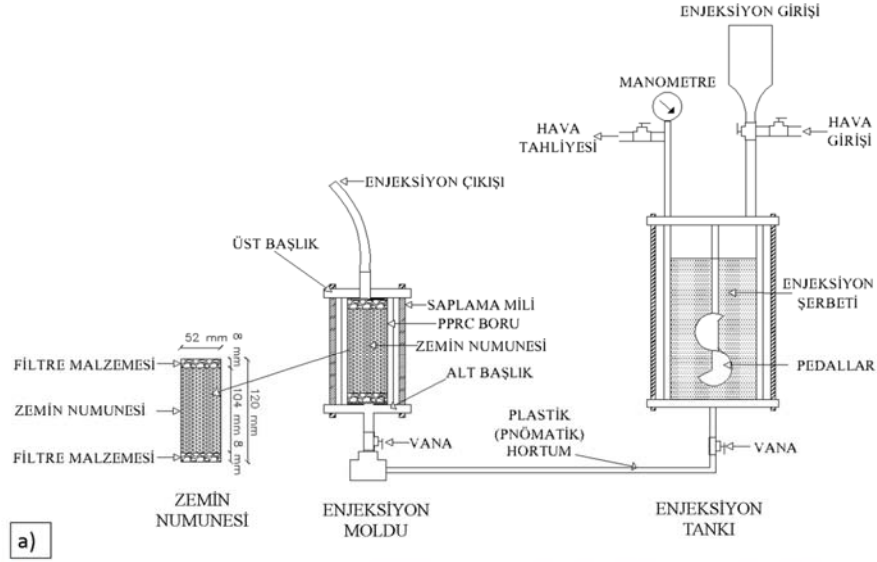 ENJEKSİYON GİRİŞİ
MANOMETRE
HAVA
TAHLİYESİ
HAVA
GİRİŞİ
ENJEKSİYON ÇIKIŞI
ÜST BAŞLIK
SAPLAMA MİLİ
PPRC BORU
ZEMİN NUMUNESİ
ALT BAŞLIK
ENJEKSİYON
ŞERBETİ
PEDALLAR
52 mm
8 mm
104 mm
8 mm
120 mm
FİLTRE MALZEMESİ
ZEMİN NUMUNESİ
FİLTRE MALZEMESİ
PLASTİK
(PNÖMATİK)
HORTUM
VANA
VANA
ZEMİN
NUMUNESİ
ENJEKSİYON
MOLDU
ENJEKSİYON
TANKI
a)